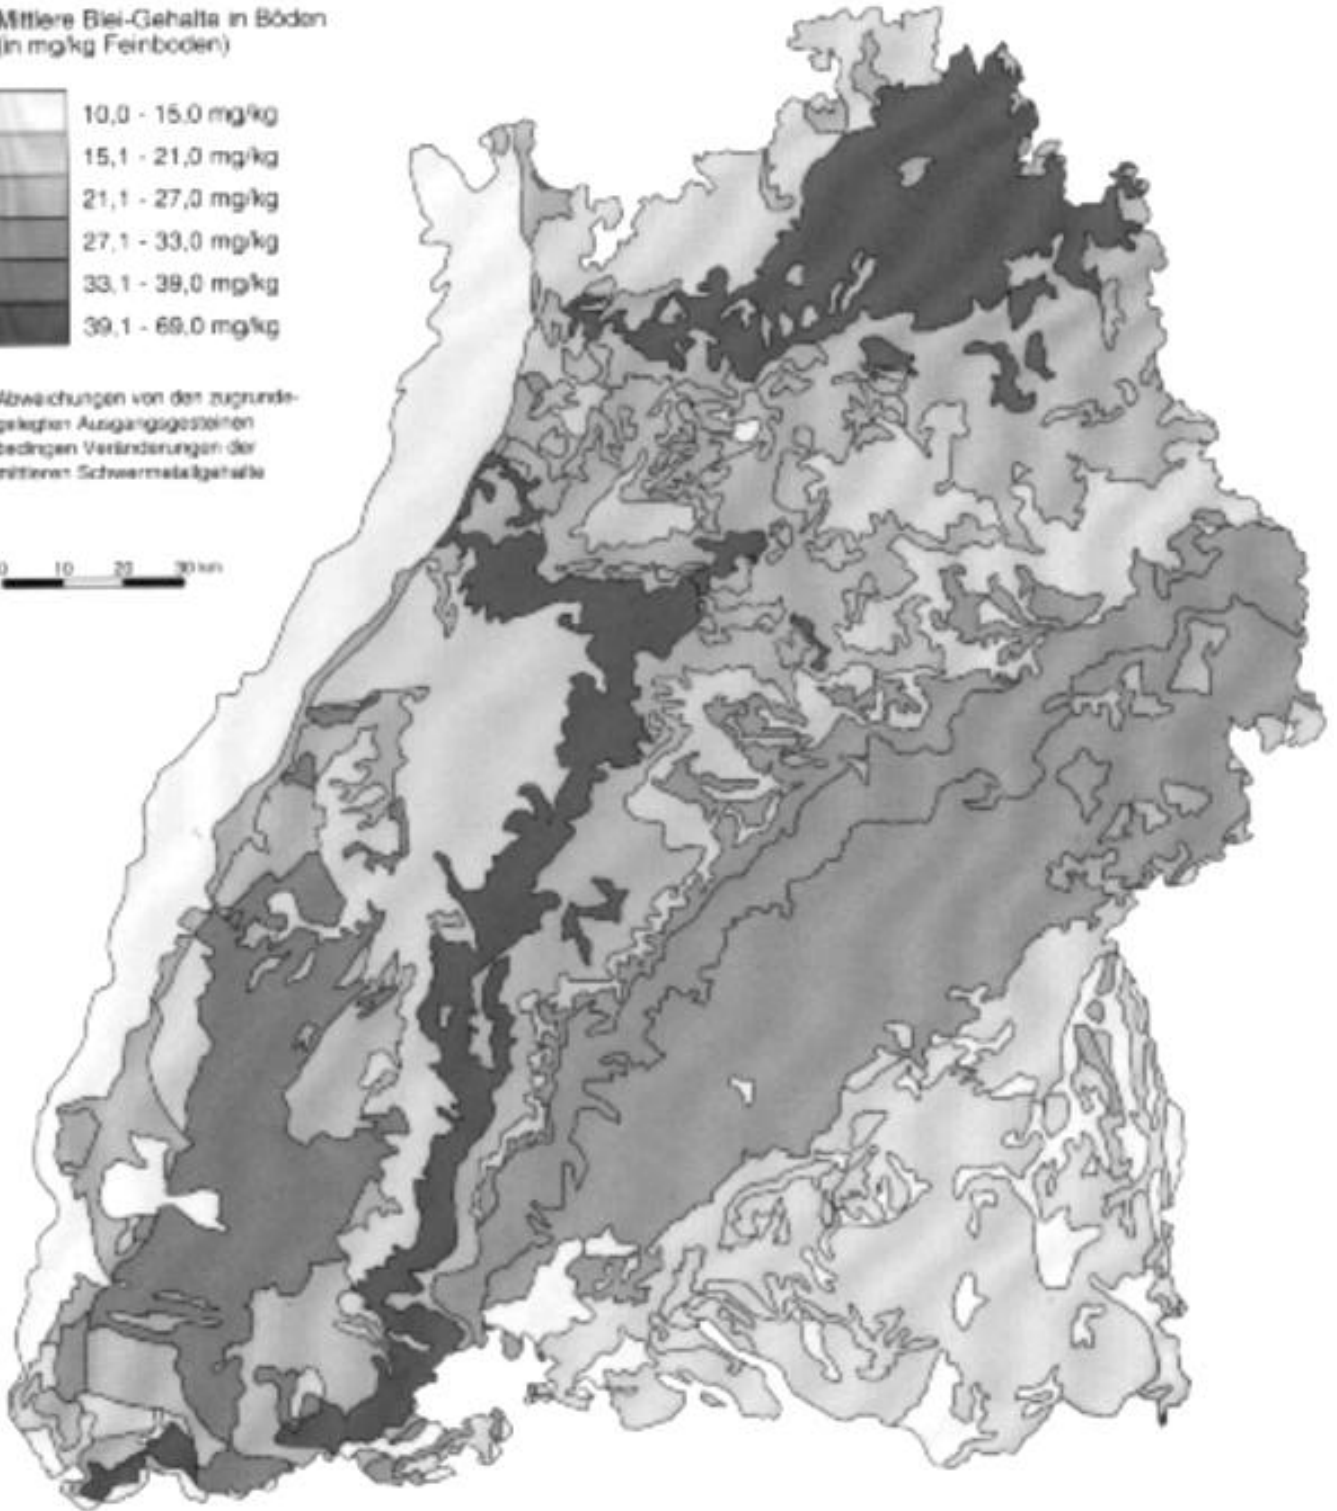 Mittlere Blei-Gehalte in Böden
(in mg/kg Feinboden)
10,0 - 15,0 mg/kg
15,1 - 21,0 mg/kg
21,1 - 27,0 mg/kg
27,1 - 33,0 mg/kg
33,1 - 39,0 mg/kg
39,1 - 69,0 mg/kg
Abweichungen von den zugrunde-
gelegten Ausgangsgesteinen
bedingen Veränderungen der
mittleren Schwermetallgehalte
0 10 20 30 km